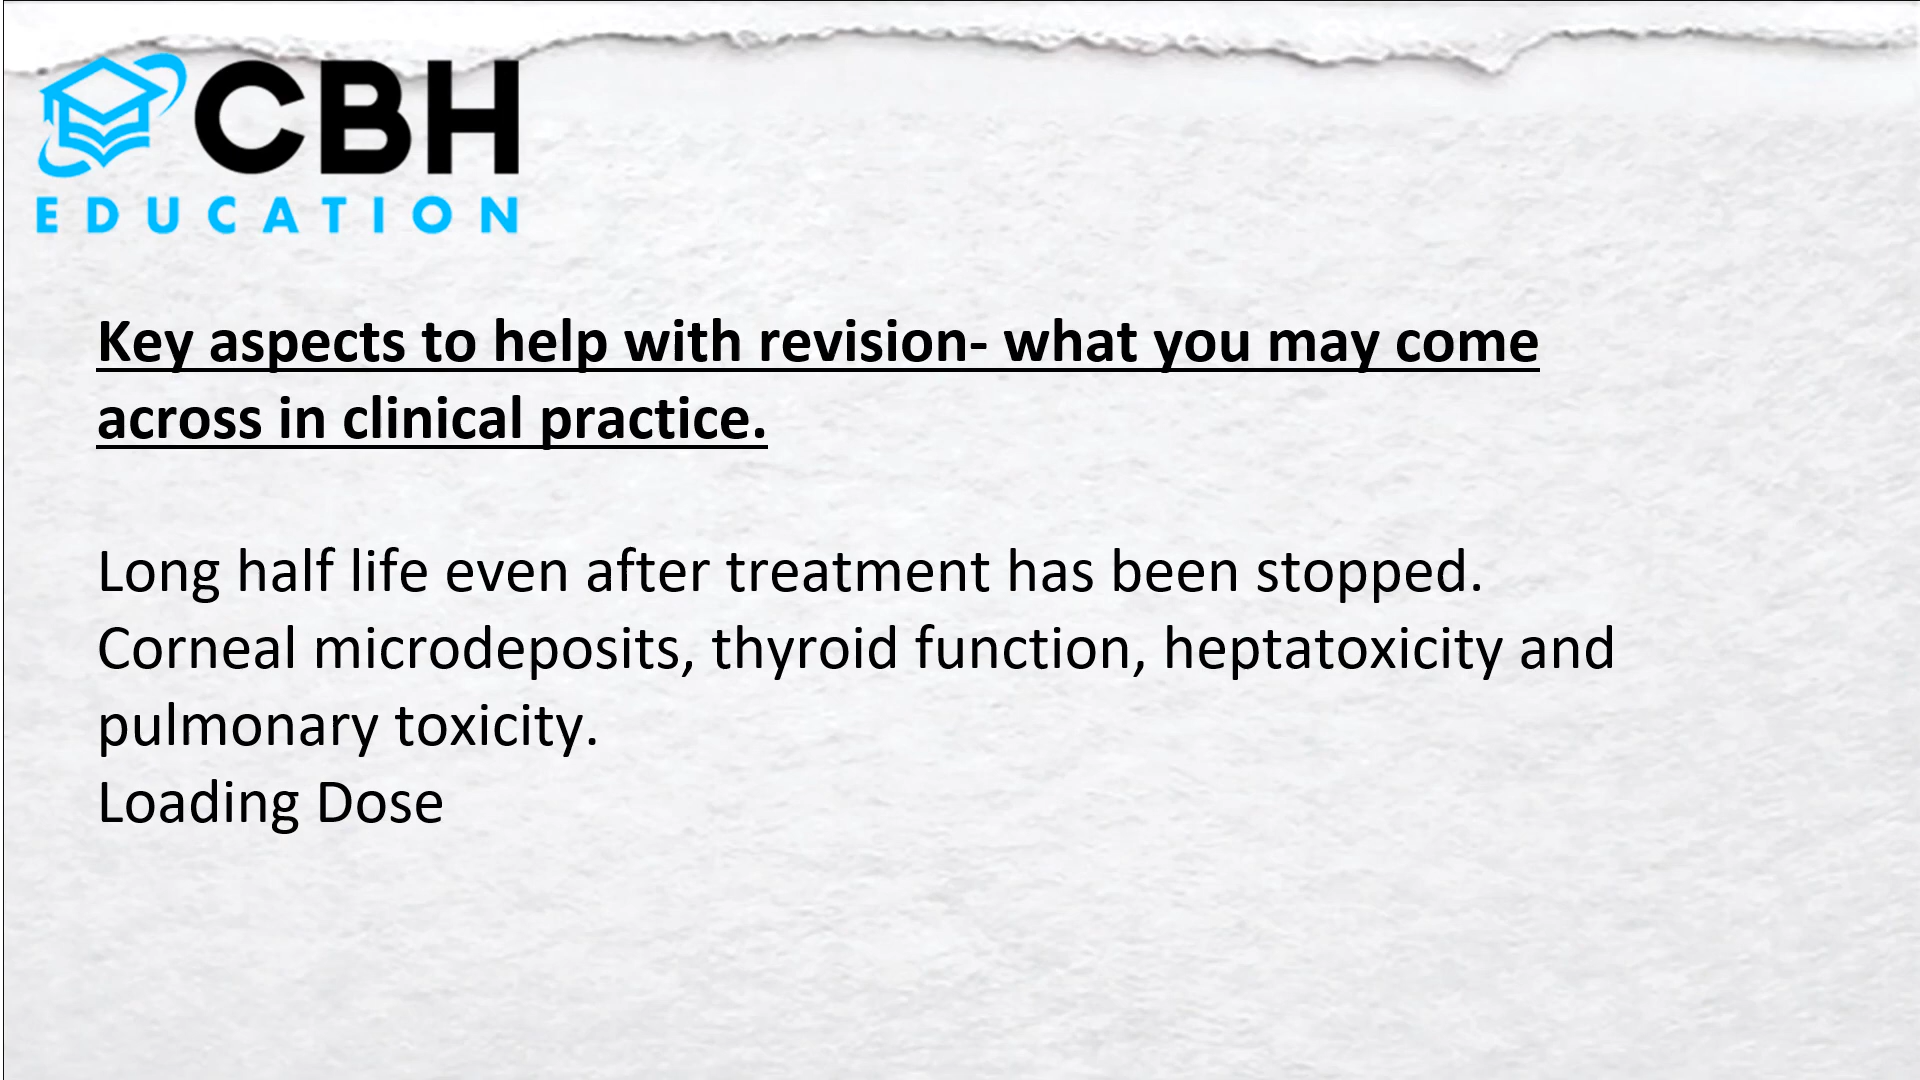 CBH
EDUCATION
Key aspects to help with revision- what you may come
across in clinical practice.
Long half life even after treatment has been stopped.
Corneal microdeposits, thyroid function, heptatoxicity and
pulmonary toxicity.
Loading Dose